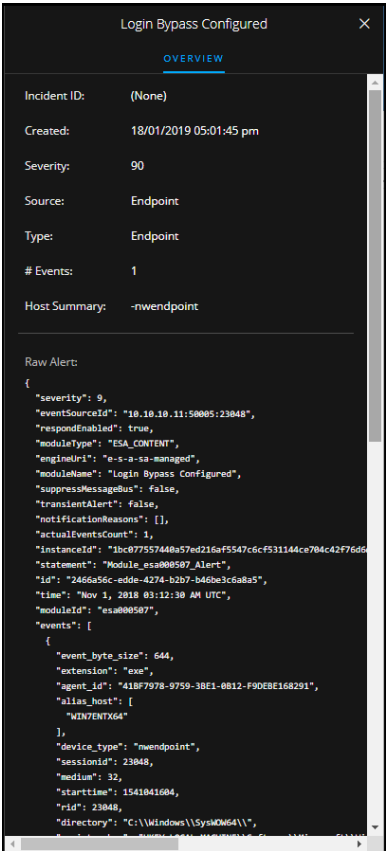 Login Bypass Configured
OVERVIEW
Incident ID: (None)
Created: 18/01/2019 05:01:45 pm
Severity: 90
Source: Endpoint
Type: Endpoint
# Events: 1
Host Summary: -nwendpoint
Raw Alert:
{
"severity": 9,
"eventSourceId": "10.10.10.11:50005:23048",
"respondEnabled": true,
"moduleType": "ESA_CONTENT",
"engineUri": "e-s-a-sa-managed",
"moduleName": "Login Bypass Configured",
"suppressMessageBus": false,
"transientAlert": false,
"notificationReasons": [],
"actualEventsCount": 1,
"instanceId": "1bc077557440a57ed216af5547c6cf531144ce704c42f76d6
"statement": "Module_esa000507_Alert",
"id": "2466a56c-edde-4274-b2b7-b46be3c6a8a5",
"time": "Nov 1, 2018 03:12:30 AM UTC",
"moduleId": "esa000507",
"events": [
{
"event_byte_size": 644,
"extension": "exe",
"agent_id": "41BF7978-9759-3BE1-0B12-F9DEBE168291",
"alias_host": [
"WIN7ENTX64"
],
"device_type": "nwendpoint",
"sessionid": 23048,
"medium": 32,
"starttime": 1541041604,
"rid": 23048,
"directory": "C:\\Windows\\SysWOW64\\",